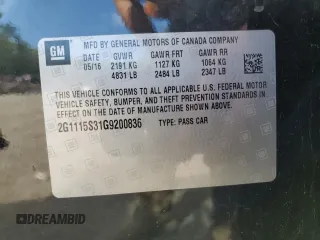 GM
MFD BY GENERAL MOTORS OF CANADA COMPANY
DATE GVWR GAWR FRT GAWR RR
05/16 2191 KG 1127 KG 1064 KG
4831 LB 2484 LB 2347 LB
THIS VEHICLE CONFORMS TO ALL APPLICABLE U.S. FEDERAL MOTOR
VEHICLE SAFETY, BUMPER, AND THEFT PREVENTION STANDARDS IN
EFFECT ON THE DATE OF MANUFACTURE SHOWN ABOVE.
2G1115S31G9200836 TYPE: PASS CAR
DREAMBID